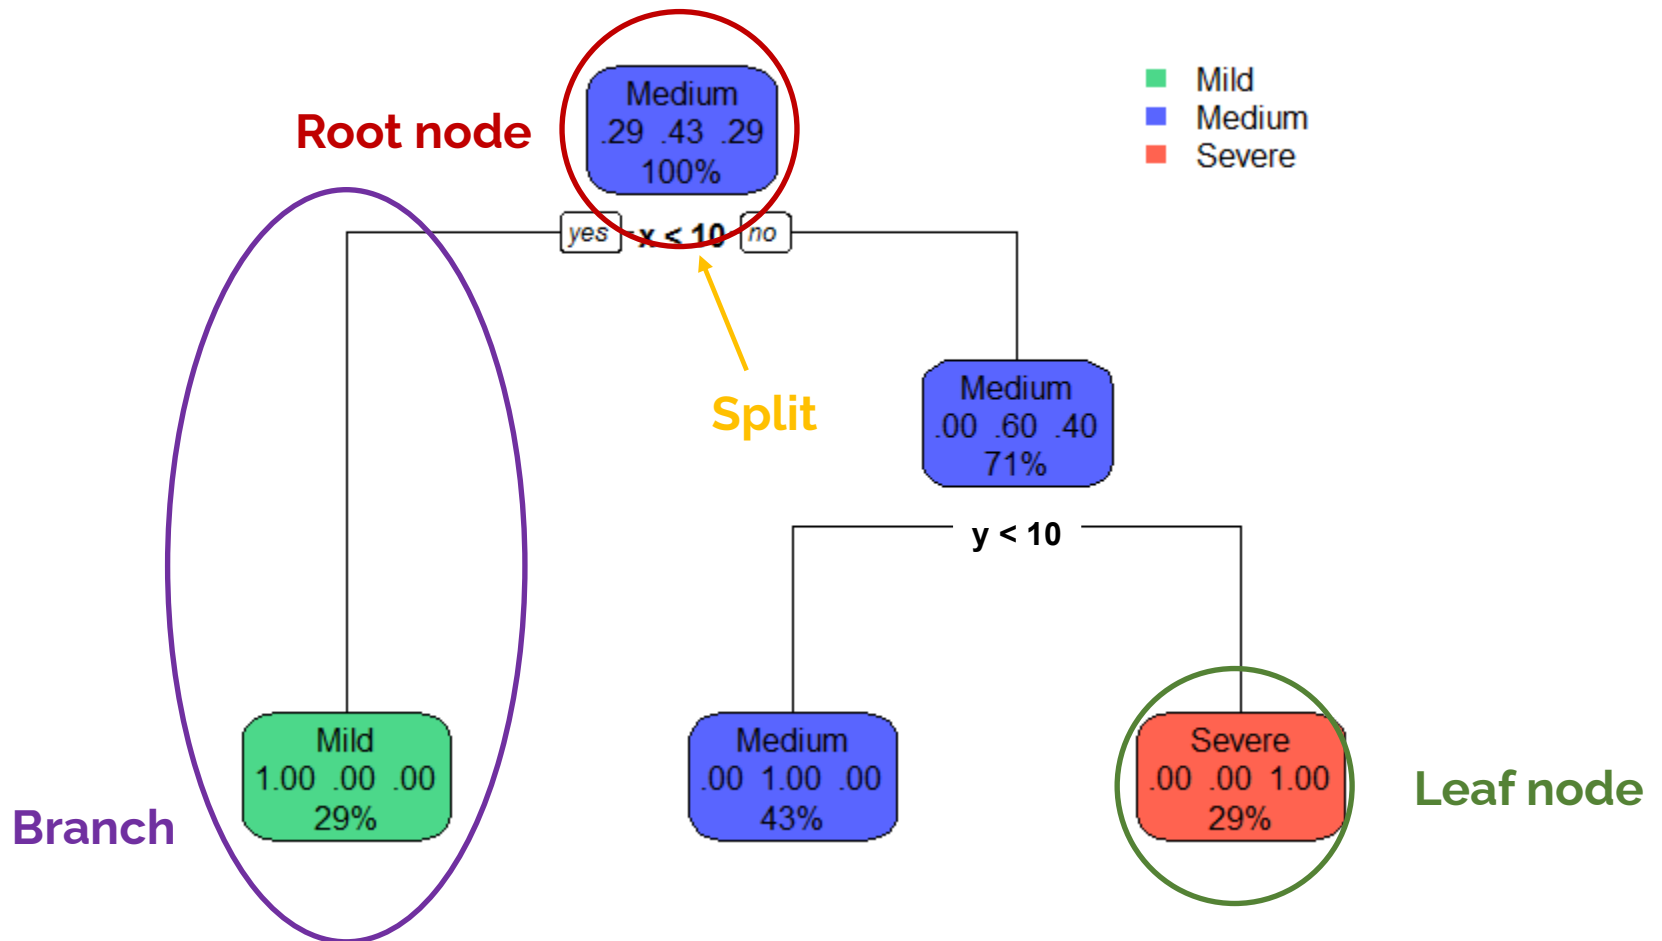 Root node
Medium
.29 .43 .29
100%
Mild
Medium
Severe
yes x < 10 no
Split
Medium
.00 .60 .40
71%
y < 10
Branch
Mild
1.00 .00 .00
29%
Medium
.00 1.00 .00
43%
Severe
.00 .00 1.00
29%
Leaf node